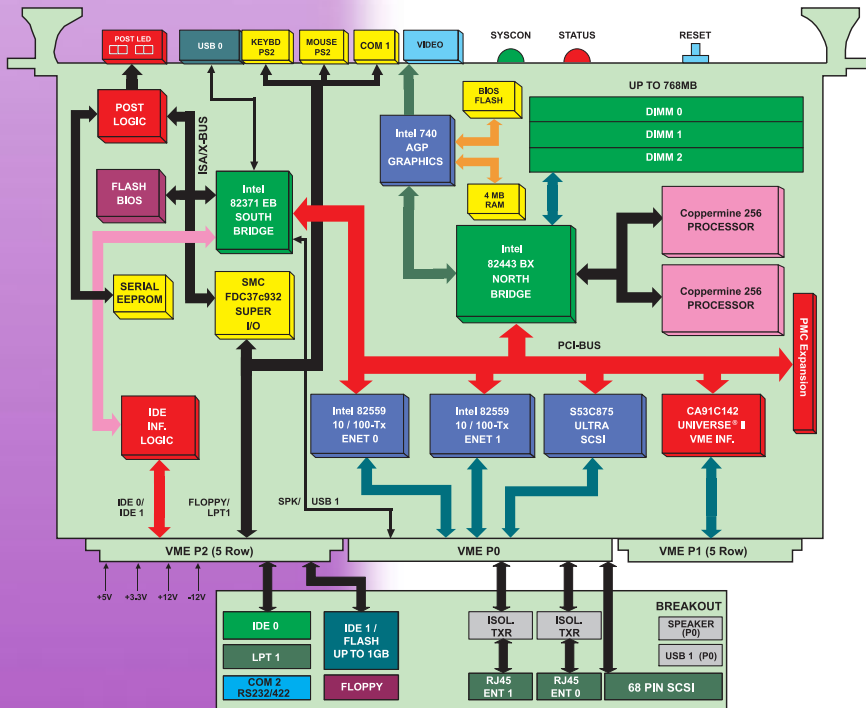 POST LED
USB 0
KEYBD
PS2
MOUSE
PS2
COM 1
VIDEO
SYSCON
STATUS
RESET
POST
LOGIC
ISA/X-BUS
FLASH
BIOS
Intel
82371 EB
SOUTH
BRIDGE
SERIAL
EEPROM
SMC
FDC37c932
SUPER
I/O
Intel 740
AGP
GRAPHICS
BIOS
FLASH
4 MB
RAM
UP TO 768MB
DIMM 0
DIMM 1
DIMM 2
Intel
82443 BX
NORTH
BRIDGE
Coppermine 256
PROCESSOR
Coppermine 256
PROCESSOR
PCI-BUS
PMC Expansion
IDE
INF.
LOGIC
Intel 82559
10 / 100-Tx
ENET 0
Intel 82559
10 / 100-Tx
ENET 1
S53C875
ULTRA
SCSI
CA91C142
UNIVERSE® II
VME INF.
IDE 0/
IDE 1
FLOPPY/
LPT1
SPK/ USB 1
VME P2 (5 Row)
VME P0
VME P1 (5 Row)
+5V
+3.3V
+12V
-12V
IDE 0
LPT 1
COM 2
RS232/422
IDE 1 /
FLASH
UP TO 1GB
FLOPPY
ISOL.
TXR
ISOL.
TXR
RJ45
ENT 1
RJ45
ENT 0
BREAKOUT
SPEAKER
(P0)
USB 1 (P0)
68 PIN SCSI